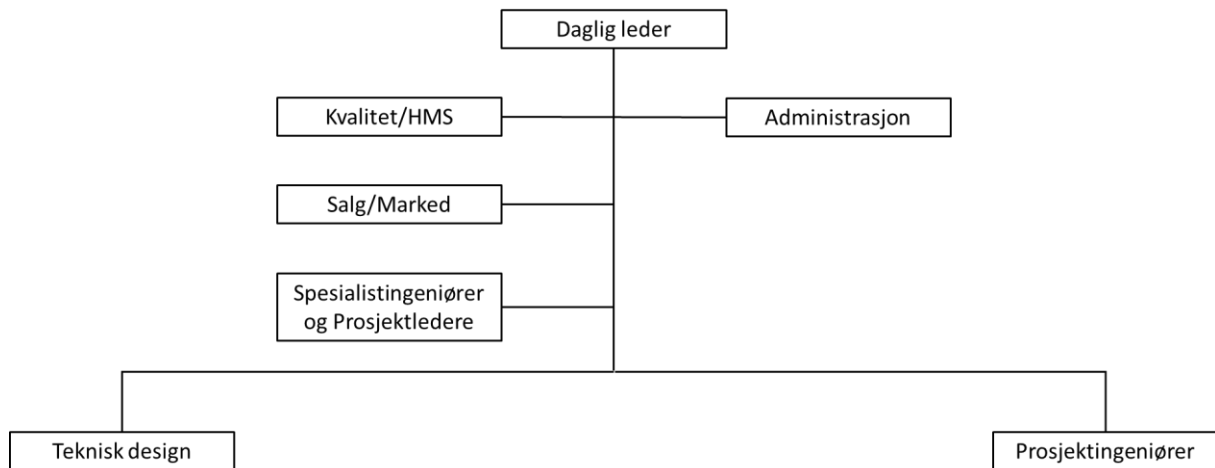 Daglig leder
Kvalitet/HMS
Administrasjon
Salg/Marked
Spesialistingeniører
og Prosjektledere
Teknisk design
Prosjektingeniører